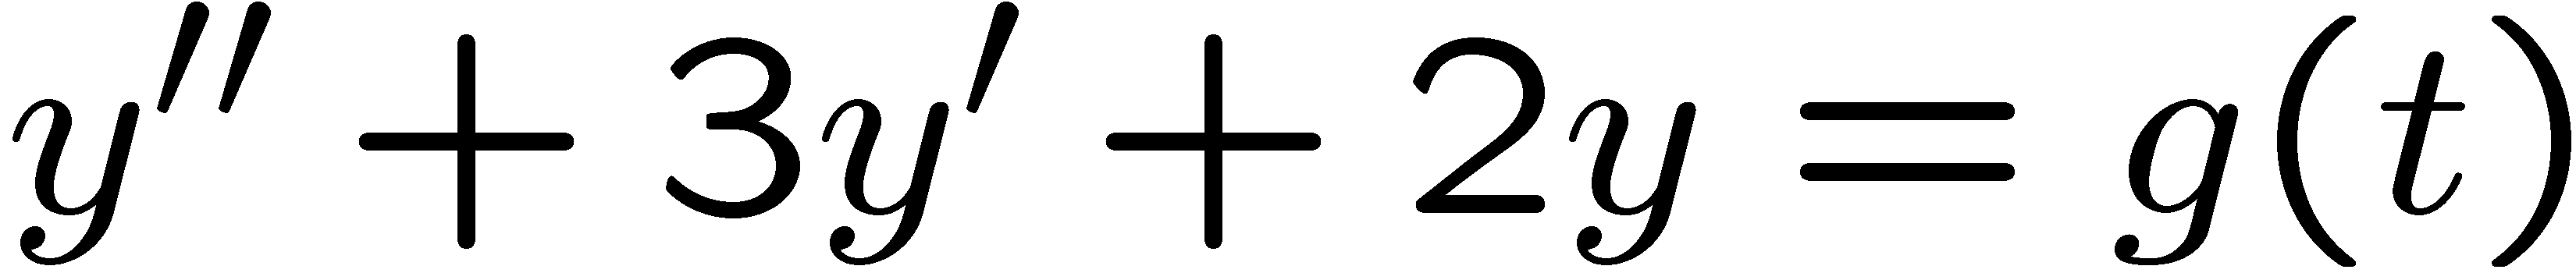 y″ + 3y′ + 2y = g(t)